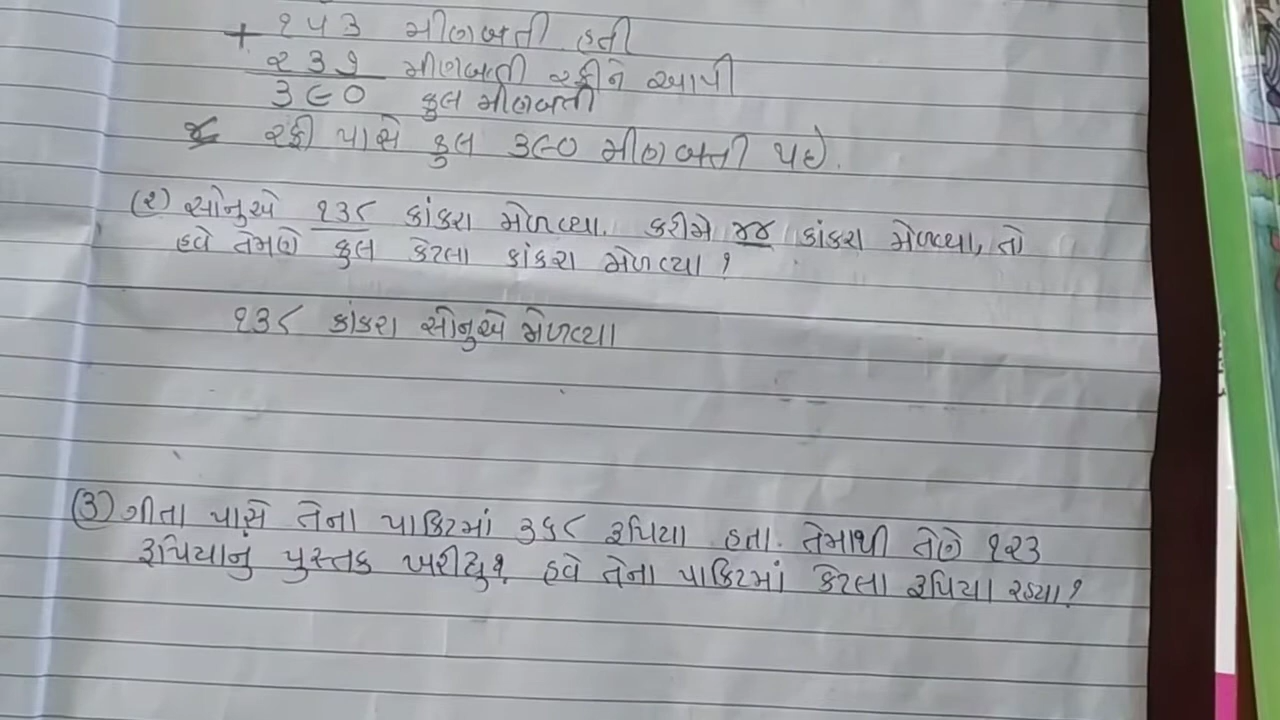 + ૧૫૩ મીણબતી હતી
૨૩૭ મીણબતી રફીને આપી
૩૯૦ કુલ મીણબતી
* રફી પાસે કુલ ૩૯૦ મીણબતી થઈ.
(૨) સોનુએ ૧૩૮ કાંકરા મેળવ્યા. કરીમે ૪૪ કાંકરા મેળવ્યા, તો
હવે તેમણે કુલ કેટલા કાંકરા મેળવ્યા ?
૧૩૮ કાંકરા સોનુએ મેળવ્યા
(૩) ગીતા પાસે તેના પાકિટમાં ૩૬૮ રૂપિયા હતા. તેમાથી તેણે ૧૨૩
રૂપિયાનું પુસ્તક ખરીદ્યુ? હવે તેના પાકિટમાં કેટલા રૂપિયા રહ્યા ?